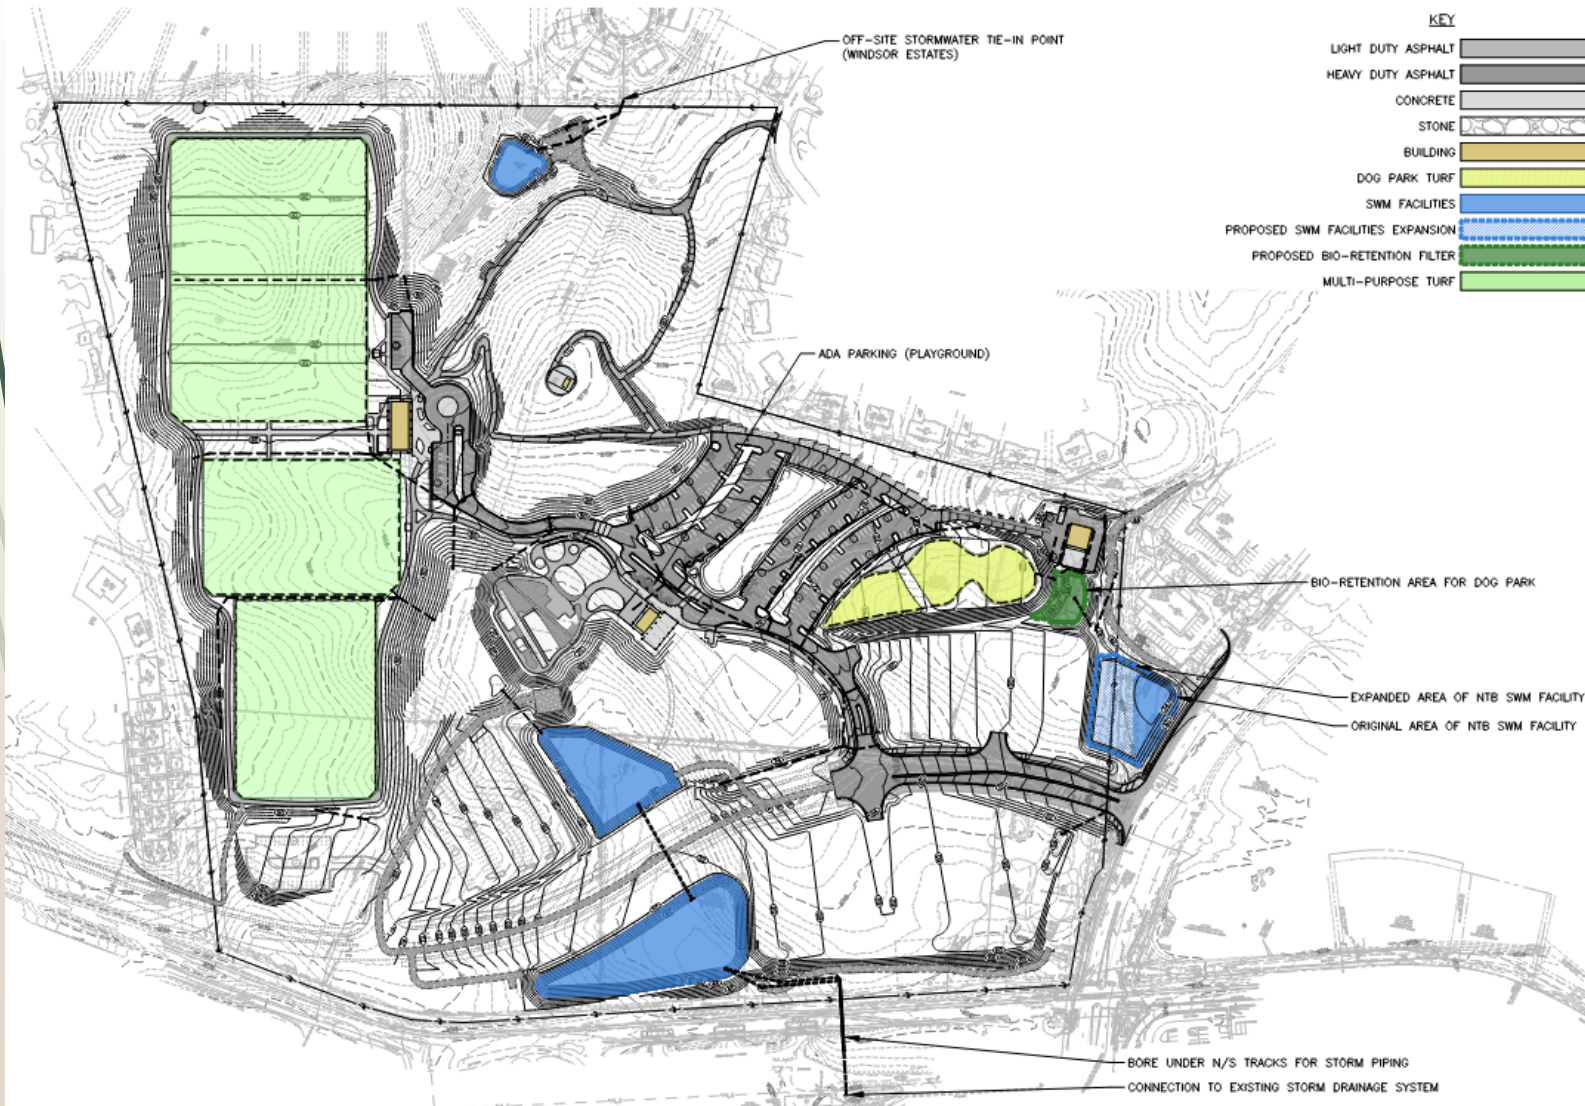 OFF-SITE STORMWATER TIE-IN POINT
(WINDSOR ESTATES)
KEY
LIGHT DUTY ASPHALT
HEAVY DUTY ASPHALT
CONCRETE
STONE
BUILDING
DOG PARK TURF
SWM FACILITIES
PROPOSED SWM FACILITIES EXPANSION
PROPOSED BIO-RETENTION FILTER
MULTI-PURPOSE TURF
ADA PARKING (PLAYGROUND)
BIO-RETENTION AREA FOR DOG PARK
EXPANDED AREA OF NTB SWM FACILITY
ORIGINAL AREA OF NTB SWM FACILITY
BORE UNDER N/S TRACKS FOR STORM PIPING
CONNECTION TO EXISTING STORM DRAINAGE SYSTEM